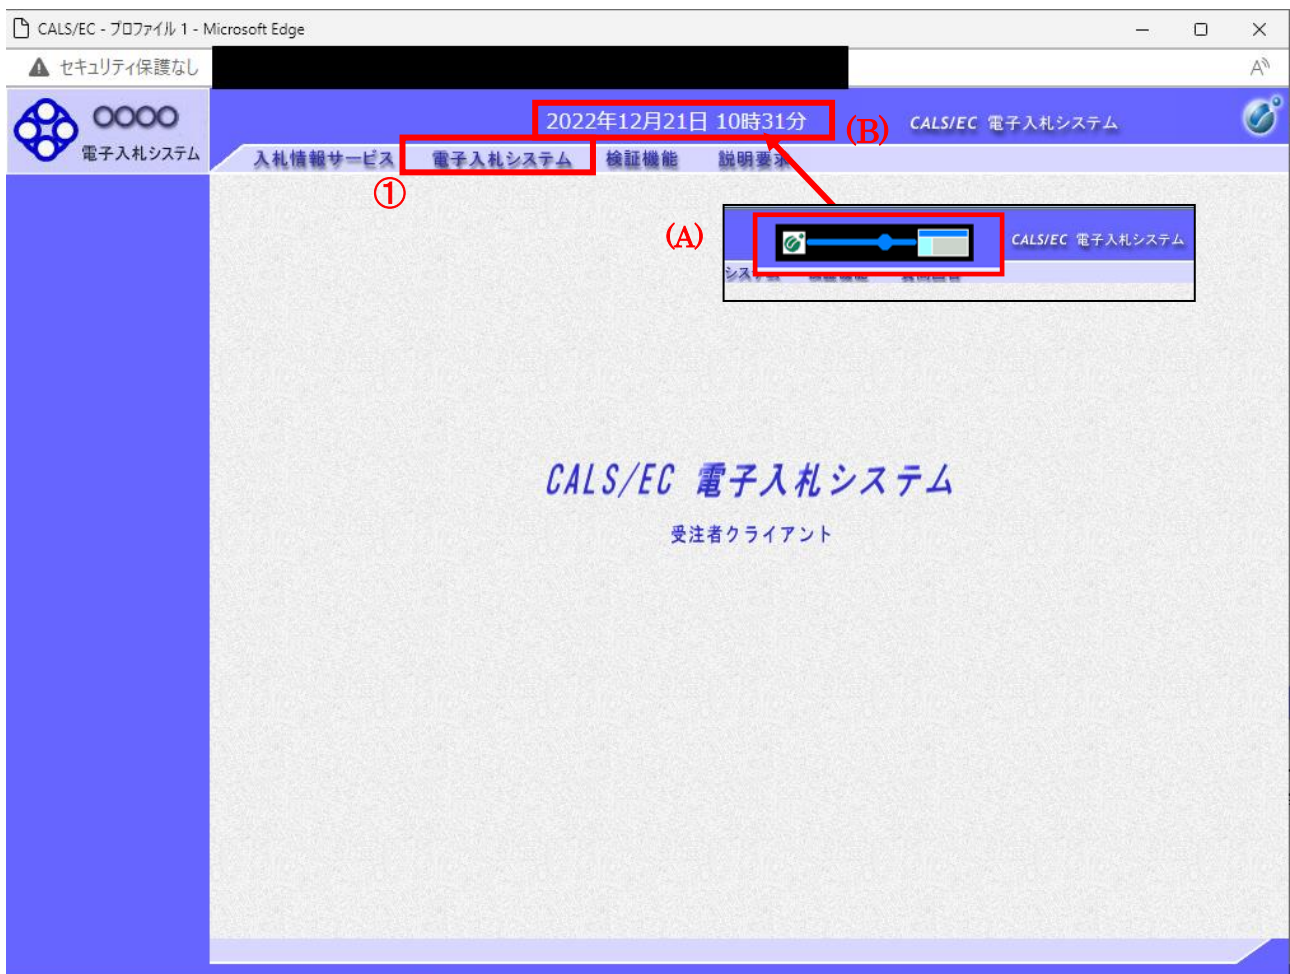 CALS/EC - プロファイル 1 - Microsoft Edge
セキュリティ保護なし
A
〇〇〇〇
電子入札システム
2022年12月21日 10時31分
(B)
CALS/EC 電子入札システム
入札情報サービス 電子入札システム 検証機能 説明要求
①
(A)
CALS/EC 電子入札システム
システム
CALS/EC 電子入札システム
受注者クライアント